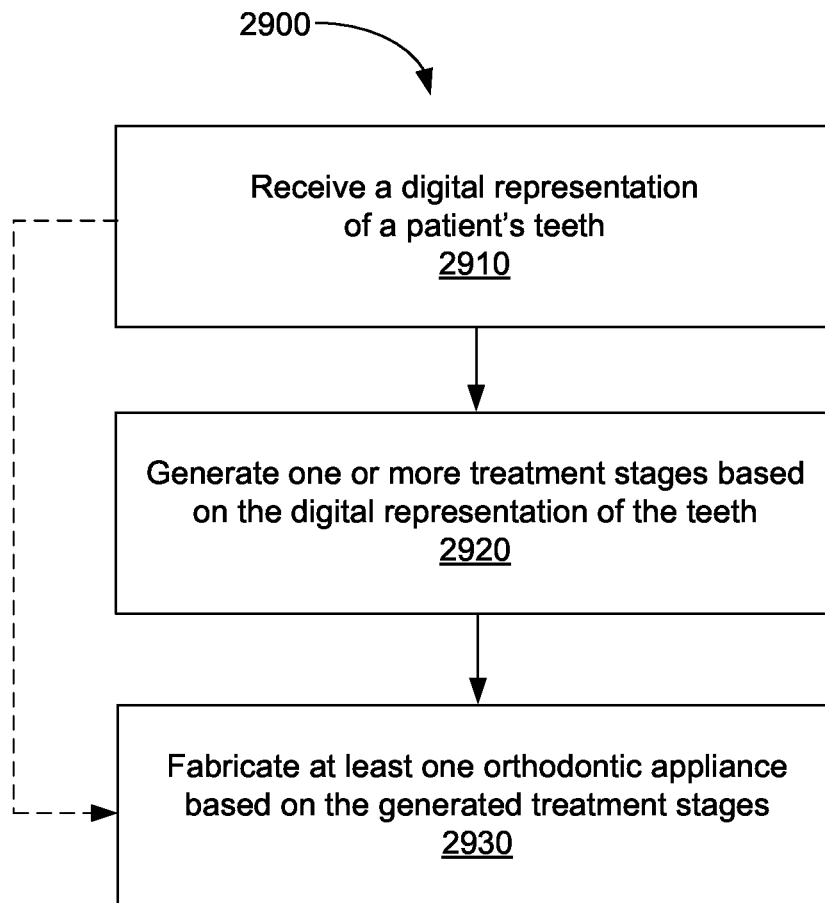 2900
Receive a digital representation
of a patient's teeth
2910
Generate one or more treatment stages based
on the digital representation of the teeth
2920
Fabricate at least one orthodontic appliance
based on the generated treatment stages
2930